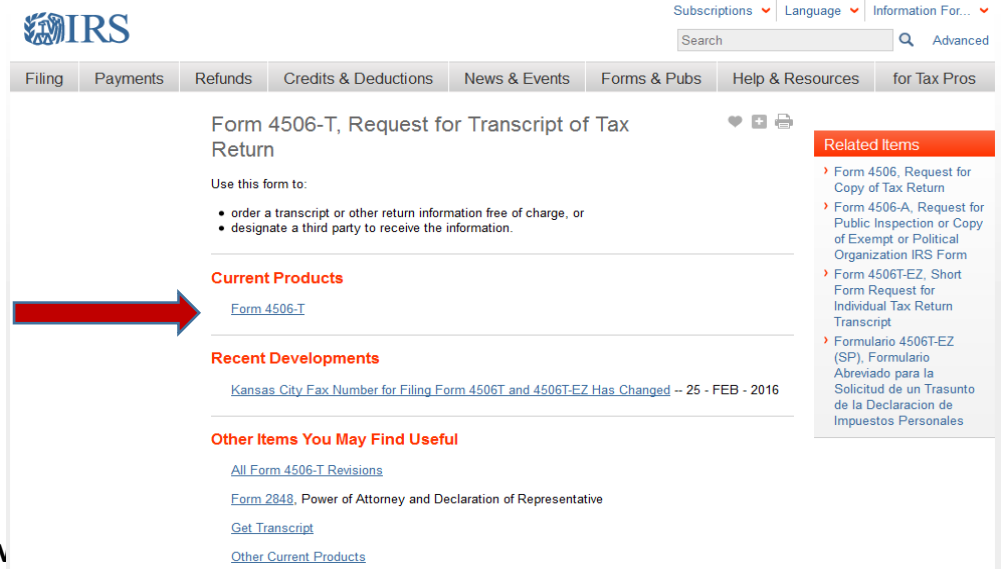 Subscriptions Language Information For...
IRS
Search Advanced
Filing Payments Refunds Credits & Deductions News & Events Forms & Pubs Help & Resources for Tax Pros
Form 4506-T, Request for Transcript of Tax
Return
Use this form to:
• order a transcript or other return information free of charge, or
• designate a third party to receive the information.
Current Products
Form 4506-T
Recent Developments
Kansas City Fax Number for Filing Form 4506T and 4506T-EZ Has Changed -- 25 - FEB - 2016
Other Items You May Find Useful
All Form 4506-T Revisions
Form 2848, Power of Attorney and Declaration of Representative
Get Transcript
Other Current Products
Related Items
Form 4506, Request for
Copy of Tax Return
Form 4506-A, Request for
Public Inspection or Copy
of Exempt or Political
Organization IRS Form
Form 4506T-EZ, Short
Form Request for
Individual Tax Return
Transcript
Formulario 4506T-EZ
(SP), Formulario
Abreviado para la
Solicitud de un Trasunto
de la Declaracion de
Impuestos Personales